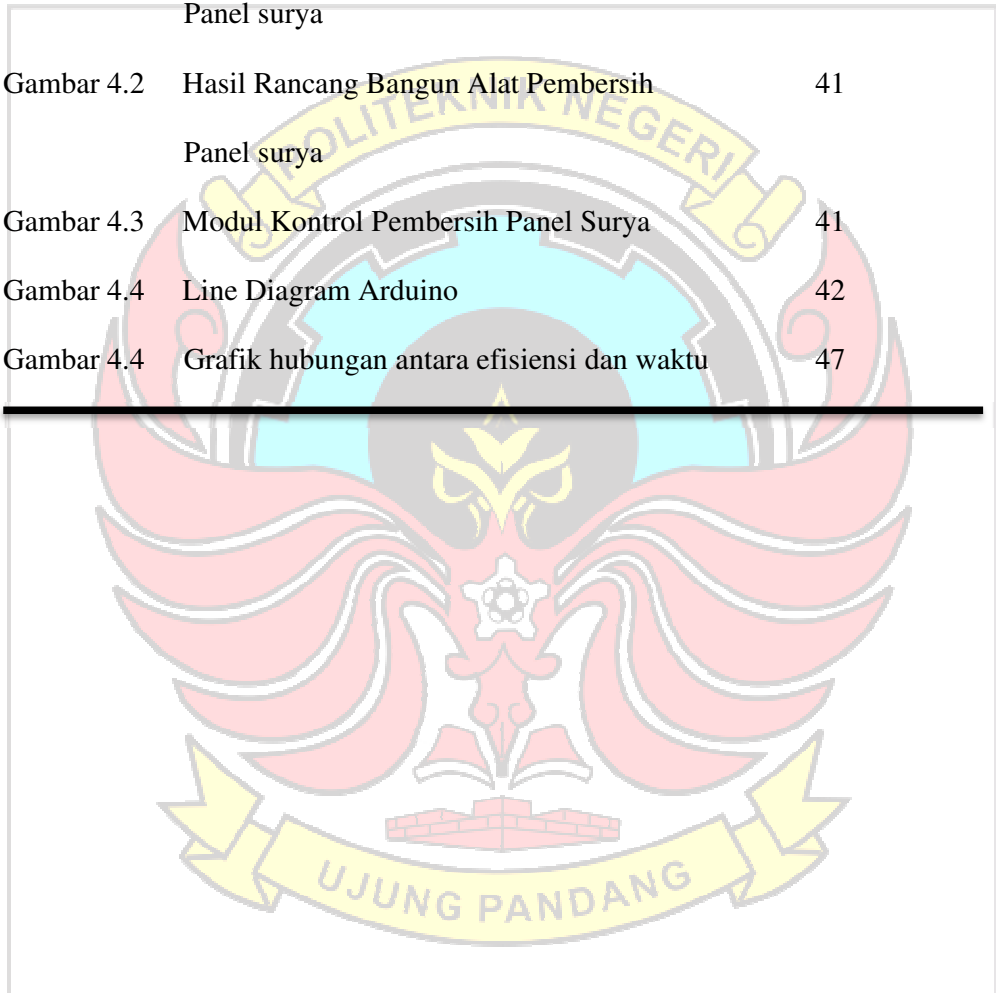 Panel surya
Gambar 4.2 Hasil Rancang Bangun Alat Pembersih 41
Panel surya
Gambar 4.3 Modul Kontrol Pembersih Panel Surya 41
Gambar 4.4 Line Diagram Arduino 42
Gambar 4.4 Grafik hubungan antara efisiensi dan waktu 47
POLITEKNIK NEGERI
UJUNG PANDANG